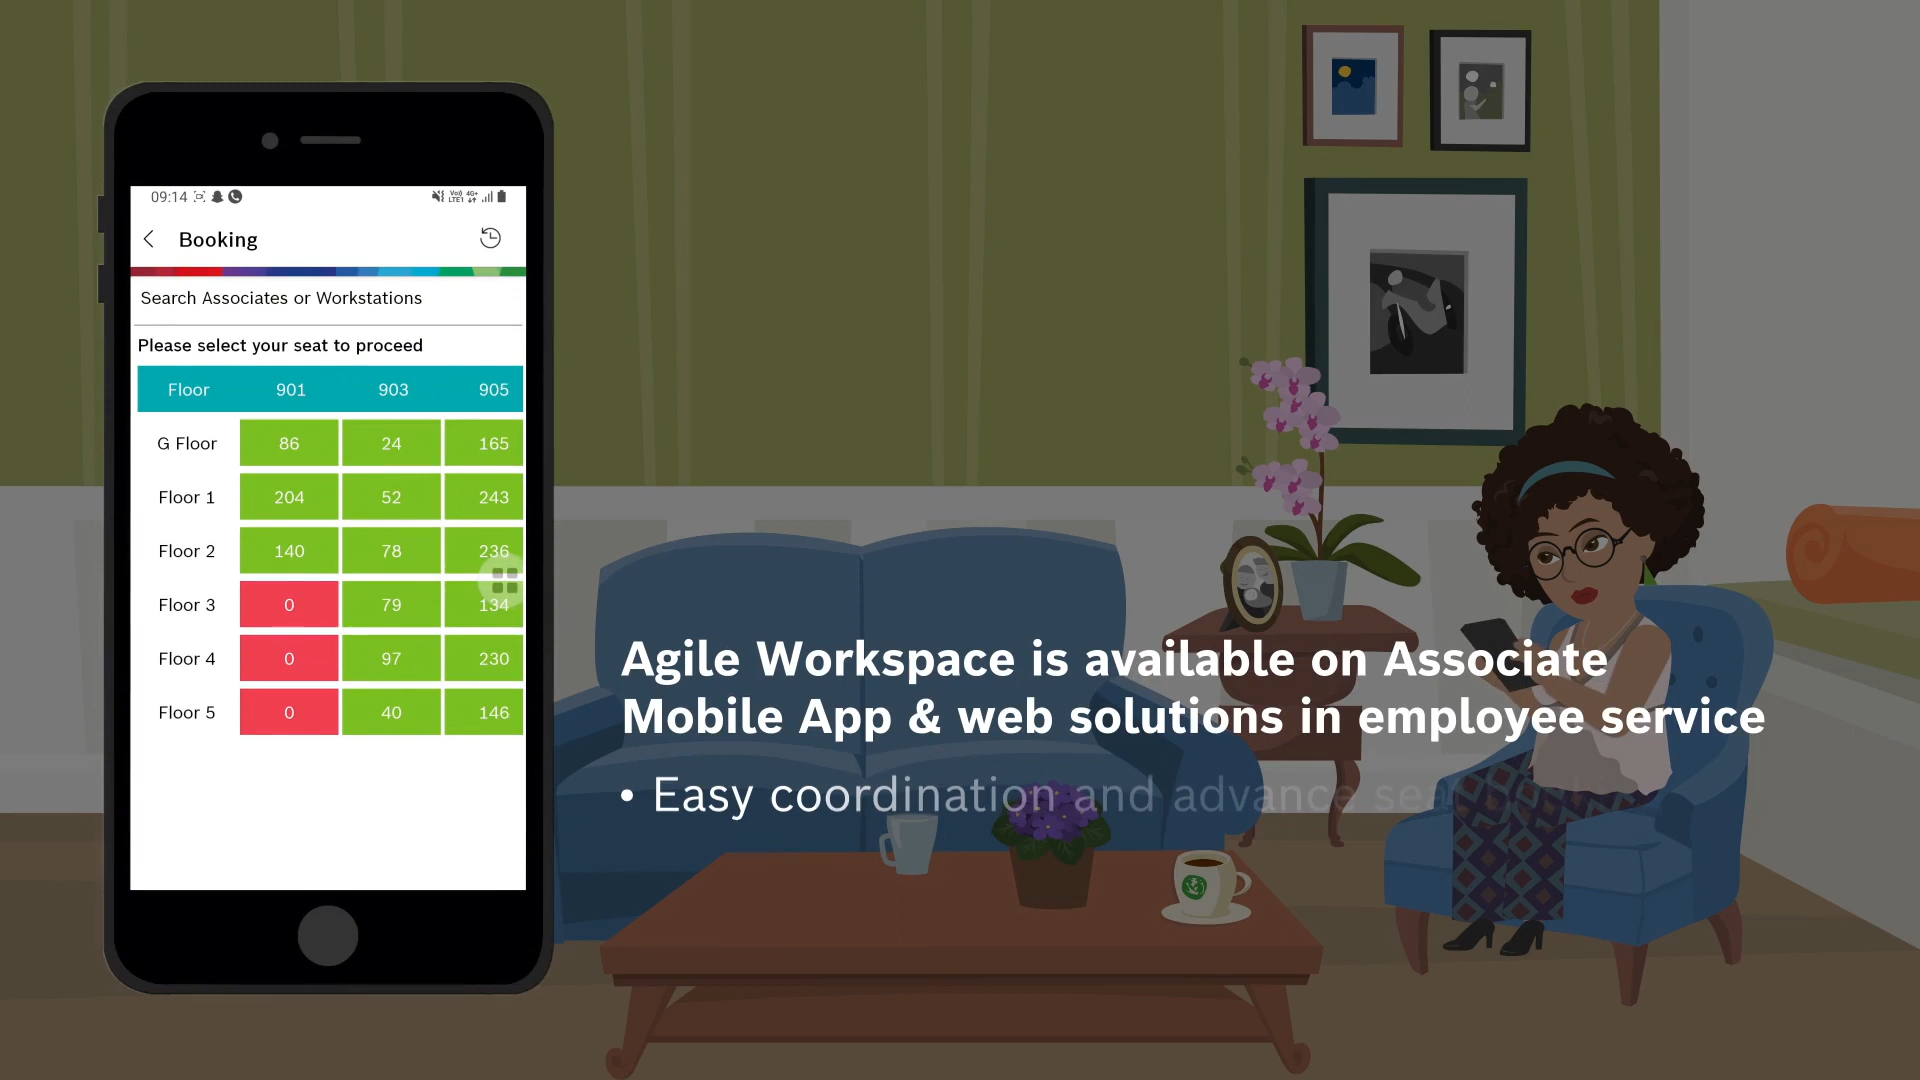 09:14
Booking
Search Associates or Workstations
Please select your seat to proceed
Floor 901 903 905
G Floor 86 24 165
Floor 1 204 52 243
Floor 2 140 78 236
Floor 3 0 79 134
Floor 4 0 97 230
Floor 5 0 40 146
Agile Workspace is available on Associate
Mobile App & web solutions in employee service
• Easy coordination and advance